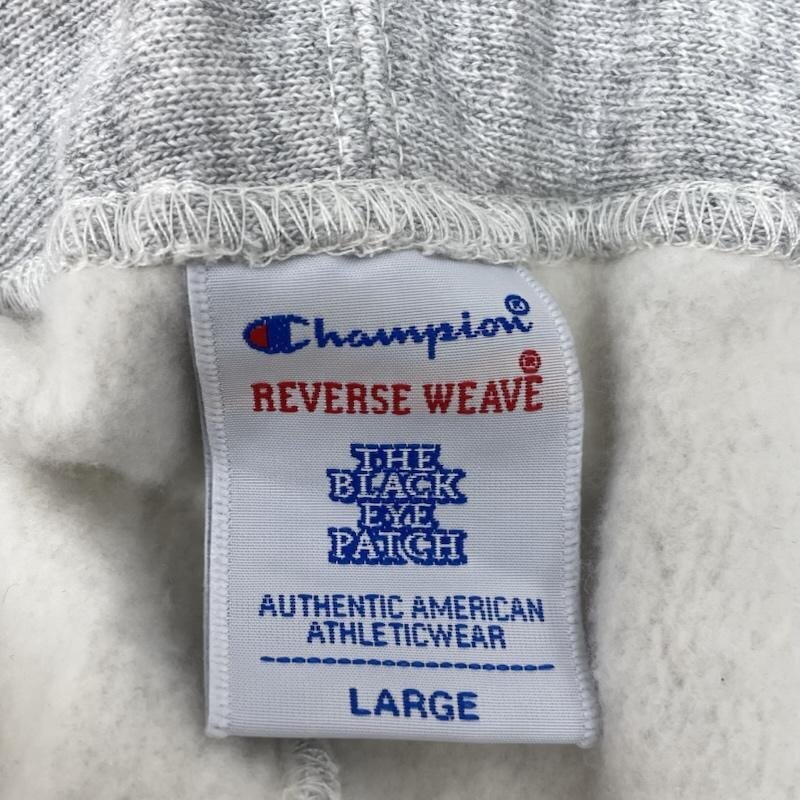 Champion®
REVERSE WEAVE®
THE
BLACK
EYE
PATCH
AUTHENTIC AMERICAN
ATHLETICWEAR
LARGE